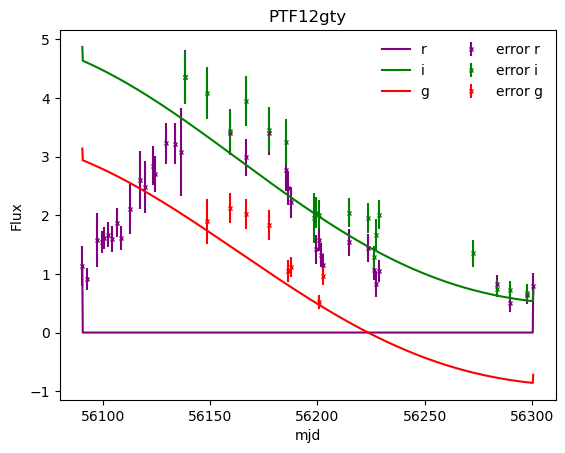 PTF12gty
r
i
g
error r
error i
error g
Flux
5
4
3
2
1
0
−1
56100
56150
56200
56250
56300
mjd